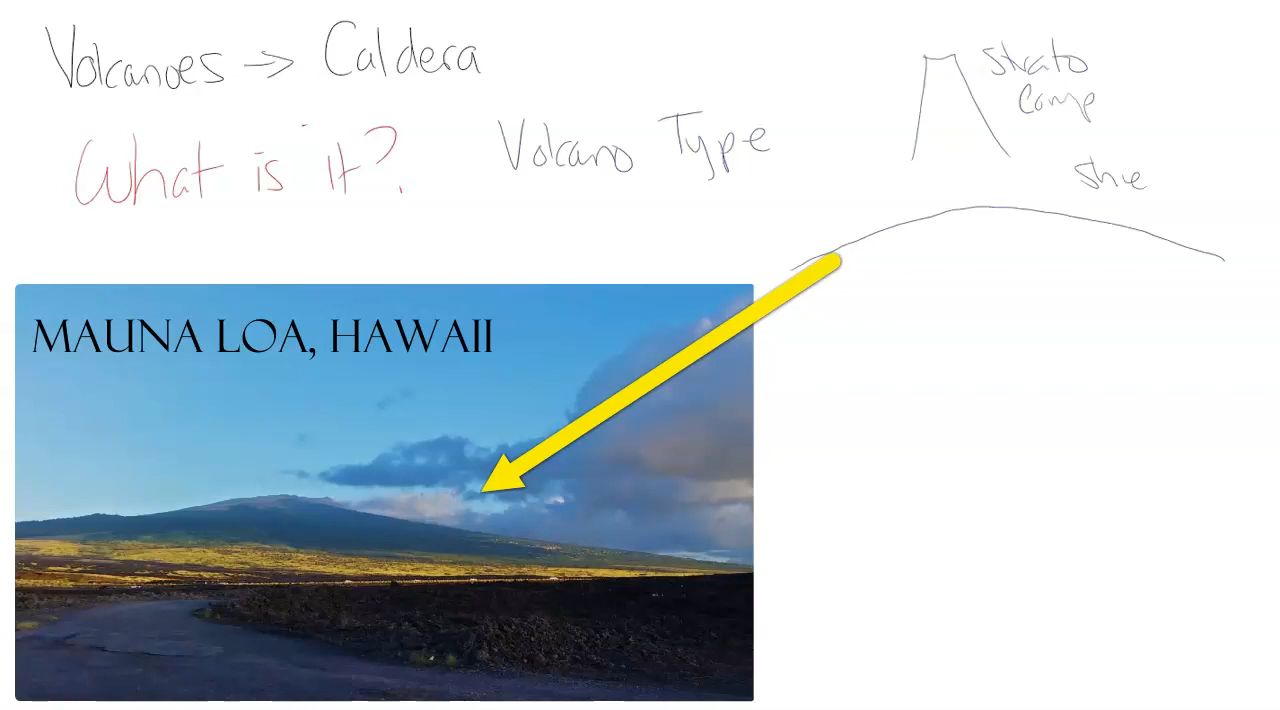 Volcanoes → Caldera
What is it?
Volcano Type
Strato
Comp
Shie
MAUNA LOA, HAWAII